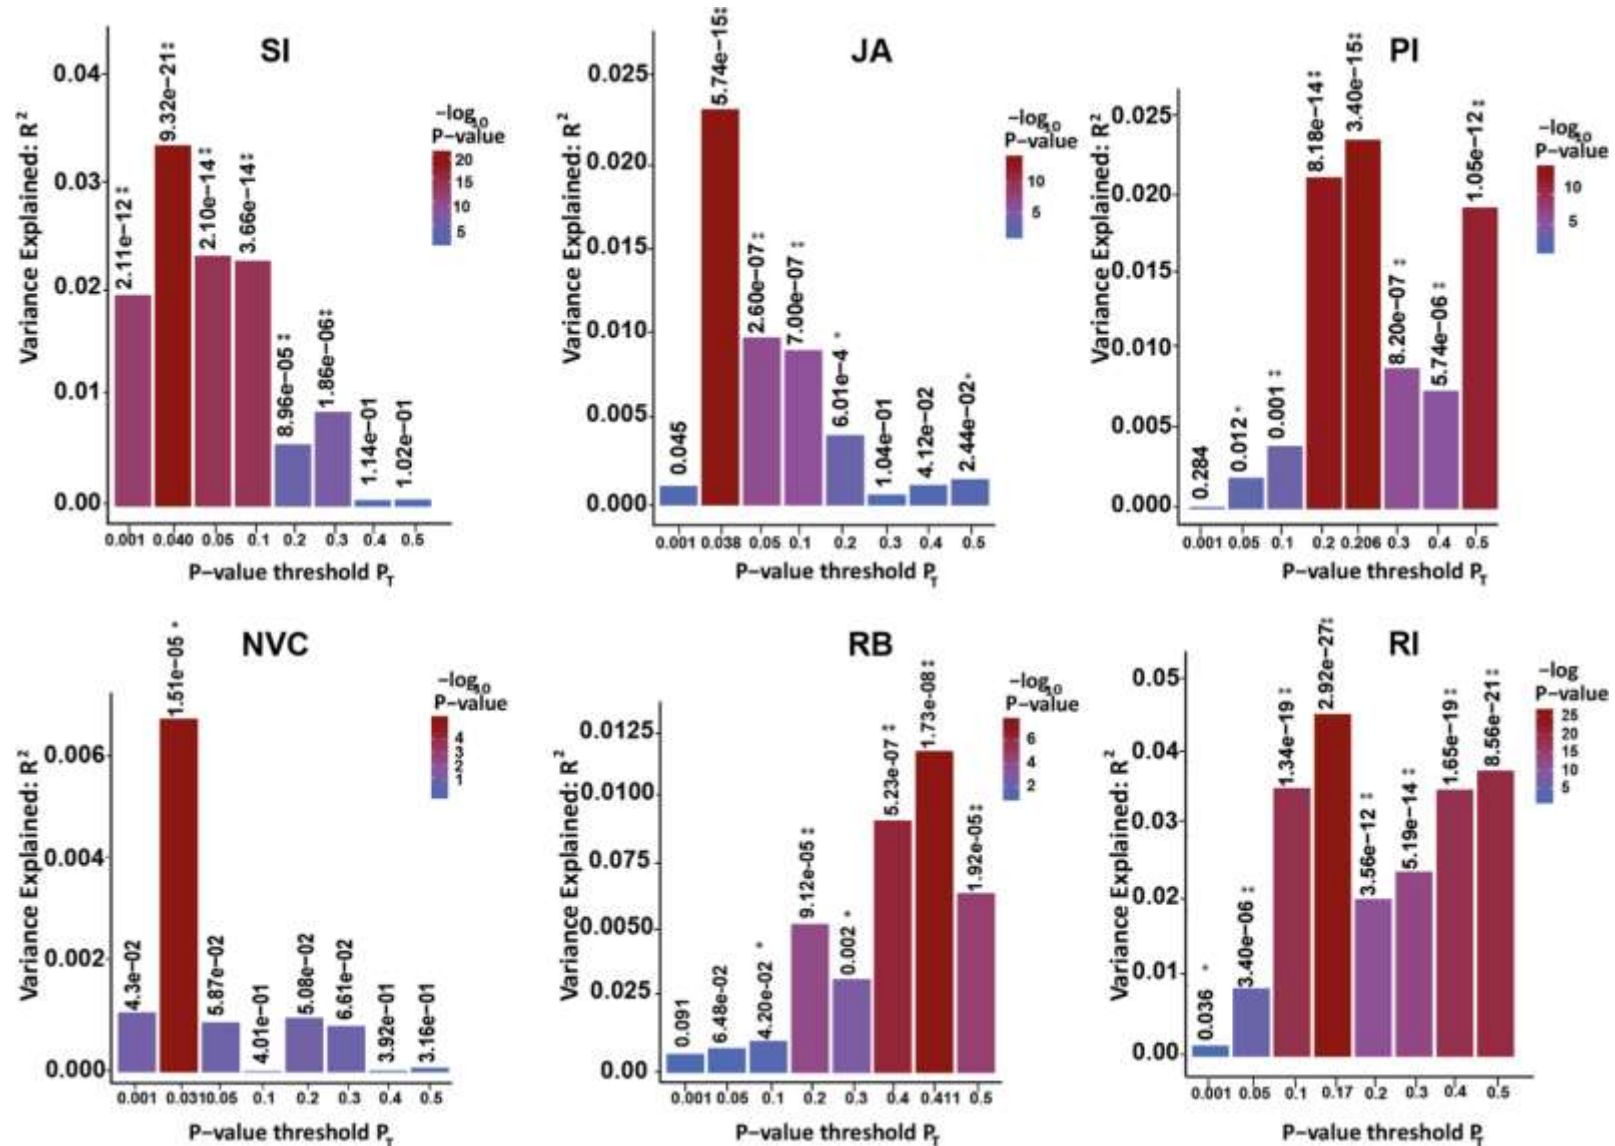 SI
Variance Explained: R²
0.04
0.03
0.02
0.01
0.00
2.11e−12 ‡
9.32e−21‡
2.10e−14 ‡
3.66e−14‡
8.96e−05 ‡
1.86e−06‡
1.14e−01
1.02e−01
−log₁₀
P−value
20
15
10
5
0.001 0.040 0.05 0.1 0.2 0.3 0.4 0.5
P−value threshold P_T
JA
Variance Explained: R²
0.025
0.020
0.015
0.010
0.005
0.000
0.045
5.74e−15‡
2.60e−07 ‡
7.00e−07 ‡
6.01e−4 *
1.04e−01
4.12e−02
2.44e−02*
−log₁₀
P−value
10
5
0.001 0.038 0.05 0.1 0.2 0.3 0.4 0.5
P−value threshold P_T
PI
Variance Explained: R²
0.025
0.020
0.015
0.010
0.005
0.000
0.284
0.012 *
0.001 ‡
8.18e−14‡
3.40e−15‡
8.20e−07 ‡
5.74e−06 ‡
1.05e−12 ‡
−log₁₀
P−value
10
5
0.001 0.05 0.1 0.2 0.206 0.3 0.4 0.5
P−value threshold P_T
NVC
Variance Explained: R²
0.006
0.004
0.002
0.000
4.3e−02
1.51e−05 *
5.87e−02
4.01e−01
5.08e−02
6.61e−02
3.92e−01
3.16e−01
−log₁₀
P−value
4
3
2
1
0.001 0.0310 0.05 0.1 0.2 0.3 0.4 0.5
P−value threshold P_T
RB
Variance Explained: R²
0.0125
0.0100
0.075
0.0050
0.025
0.00
0.091
6.48e-02
4.20e-02 *
9.12e-05 ‡
0.002 *
5.23e-07 ‡
1.73e-08‡
1.92e-05‡
−log₁₀
P−value
6
4
2
0.001 0.05 0.1 0.2 0.3 0.4 0.411 0.5
P−value threshold P_T
RI
Variance Explained: R²
0.05
0.04
0.03
0.02
0.01
0.00
0.036 *
3.40e−06 ‡
1.34e−19 ‡
2.92e−27‡
3.56e−12 ‡
5.19e−14 ‡
1.65e−19 ‡
8.56e−21 ‡
−log
P−value
25
20
15
10
5
0.001 0.05 0.1 0.17 0.2 0.3 0.4 0.5
P−value threshold P_T